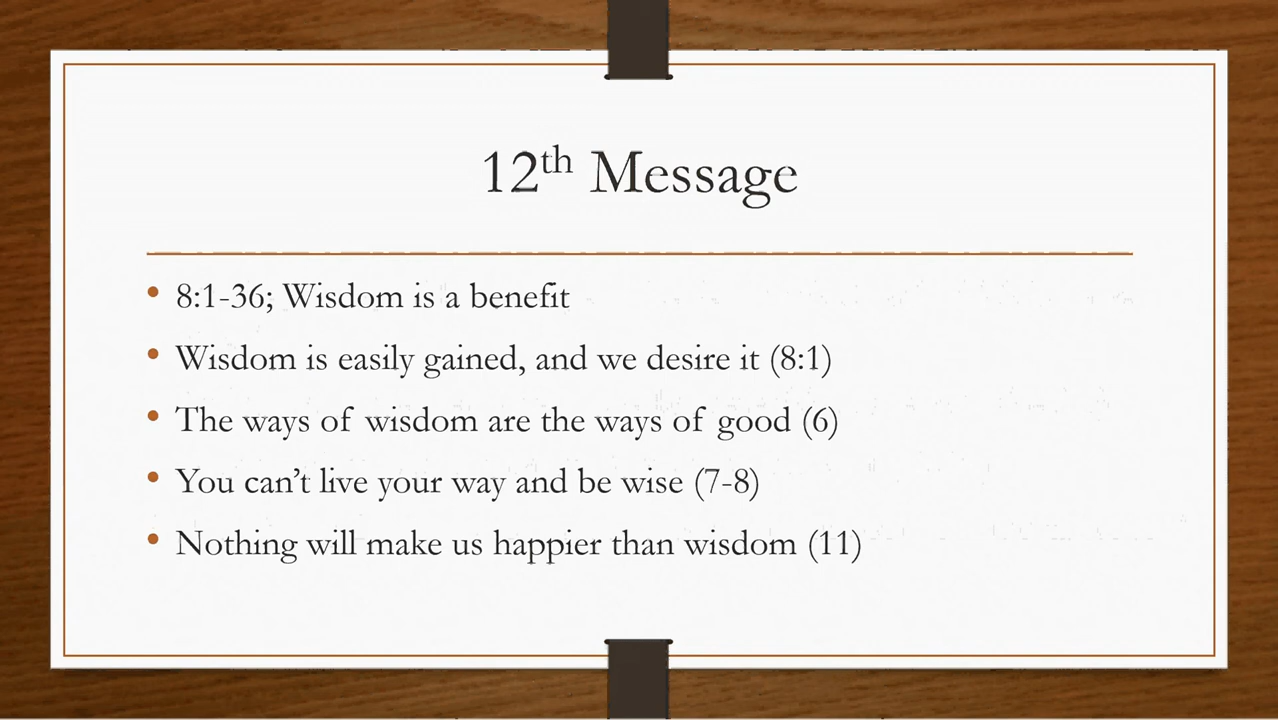 12th Message
• 8:1-36; Wisdom is a benefit
• Wisdom is easily gained, and we desire it (8:1)
• The ways of wisdom are the ways of good (6)
• You can’t live your way and be wise (7-8)
• Nothing will make us happier than wisdom (11)